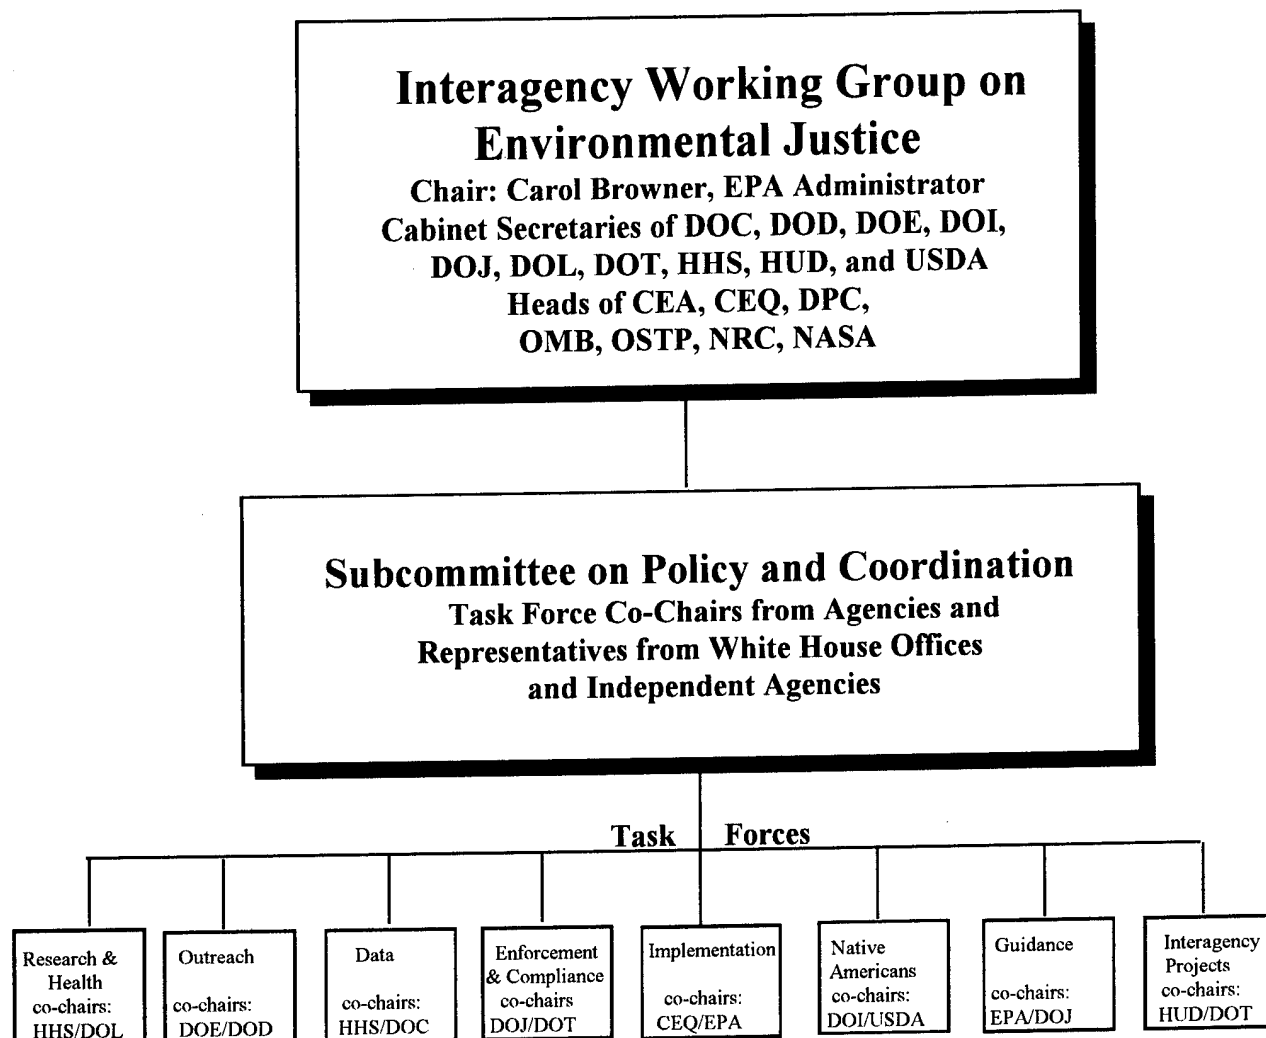 Interagency Working Group on
Environmental Justice
Chair: Carol Browner, EPA Administrator
Cabinet Secretaries of DOC, DOD, DOE, DOI,
DOJ, DOL, DOT, HHS, HUD, and USDA
Heads of CEA, CEQ, DPC,
OMB, OSTP, NRC, NASA
Subcommittee on Policy and Coordination
Task Force Co-Chairs from Agencies and
Representatives from White House Offices
and Independent Agencies
Task Forces
Research &
Health
co-chairs:
HHS/DOL
Outreach
co-chairs:
DOE/DOD
Data
co-chairs:
HHS/DOC
Enforcement
& Compliance
co-chairs
DOJ/DOT
Implementation
co-chairs:
CEQ/EPA
Native
Americans
co-chairs:
DOI/USDA
Guidance
co-chairs:
EPA/DOJ
Interagency
Projects
co-chairs:
HUD/DOT